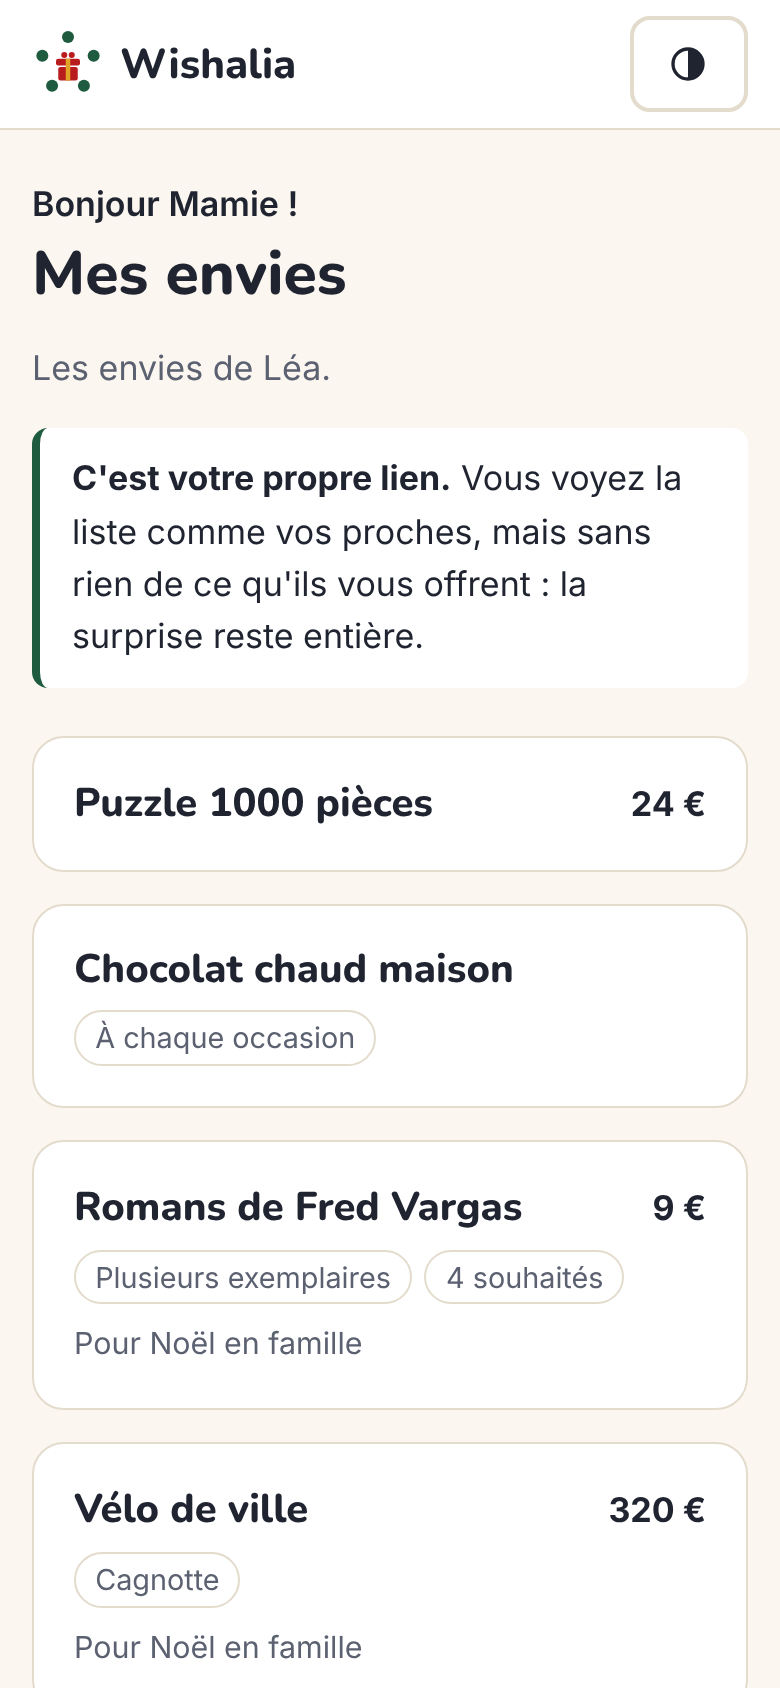 Wishalia
Bonjour Mamie !
Mes envies
Les envies de Léa.
C'est votre propre lien. Vous voyez la
liste comme vos proches, mais sans
rien de ce qu'ils vous offrent : la
surprise reste entière.
Puzzle 1000 pièces 24 €
Chocolat chaud maison
À chaque occasion
Romans de Fred Vargas 9 €
Plusieurs exemplaires 4 souhaités
Pour Noël en famille
Vélo de ville 320 €
Cagnotte
Pour Noël en famille